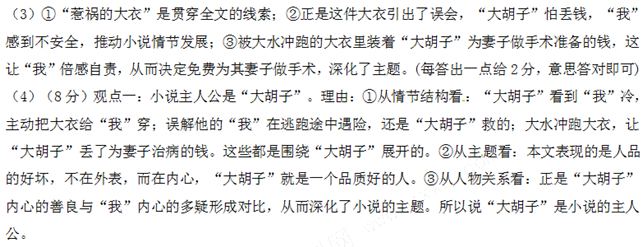 （3）①“惹祸的大衣”是贯穿全文的线索；②正是这件大衣引出了误会，“大胡子”怕丢钱，“我”
感到不安全，推动小说情节发展；③被大水冲跑的大衣里装着“大胡子”为妻子做手术准备的钱，这
让“我”倍感自责，从而决定免费为其妻子做手术，深化了主题。(每答出一点给2分，意思答对即可)
（4）（8分）观点一：小说主人公是“大胡子”。理由：①从情节结构看：“大胡子”看到“我”冷，
主动把大衣给“我”穿；误解他的“我”在逃跑途中遇险，还是“大胡子”救的；大水冲跑大衣，让
“大胡子”丢了为妻子治病的钱。这些都是围绕“大胡子”展开的。②从主题看：本文表现的是人品
的好坏，不在外表，而在内心，“大胡子”就是一个品质好的人。③从人物关系看：正是“大胡子”
内心的善良与“我”内心的多疑形成对比，从而深化了小说的主题。所以说“大胡子”是小说的主人
公。